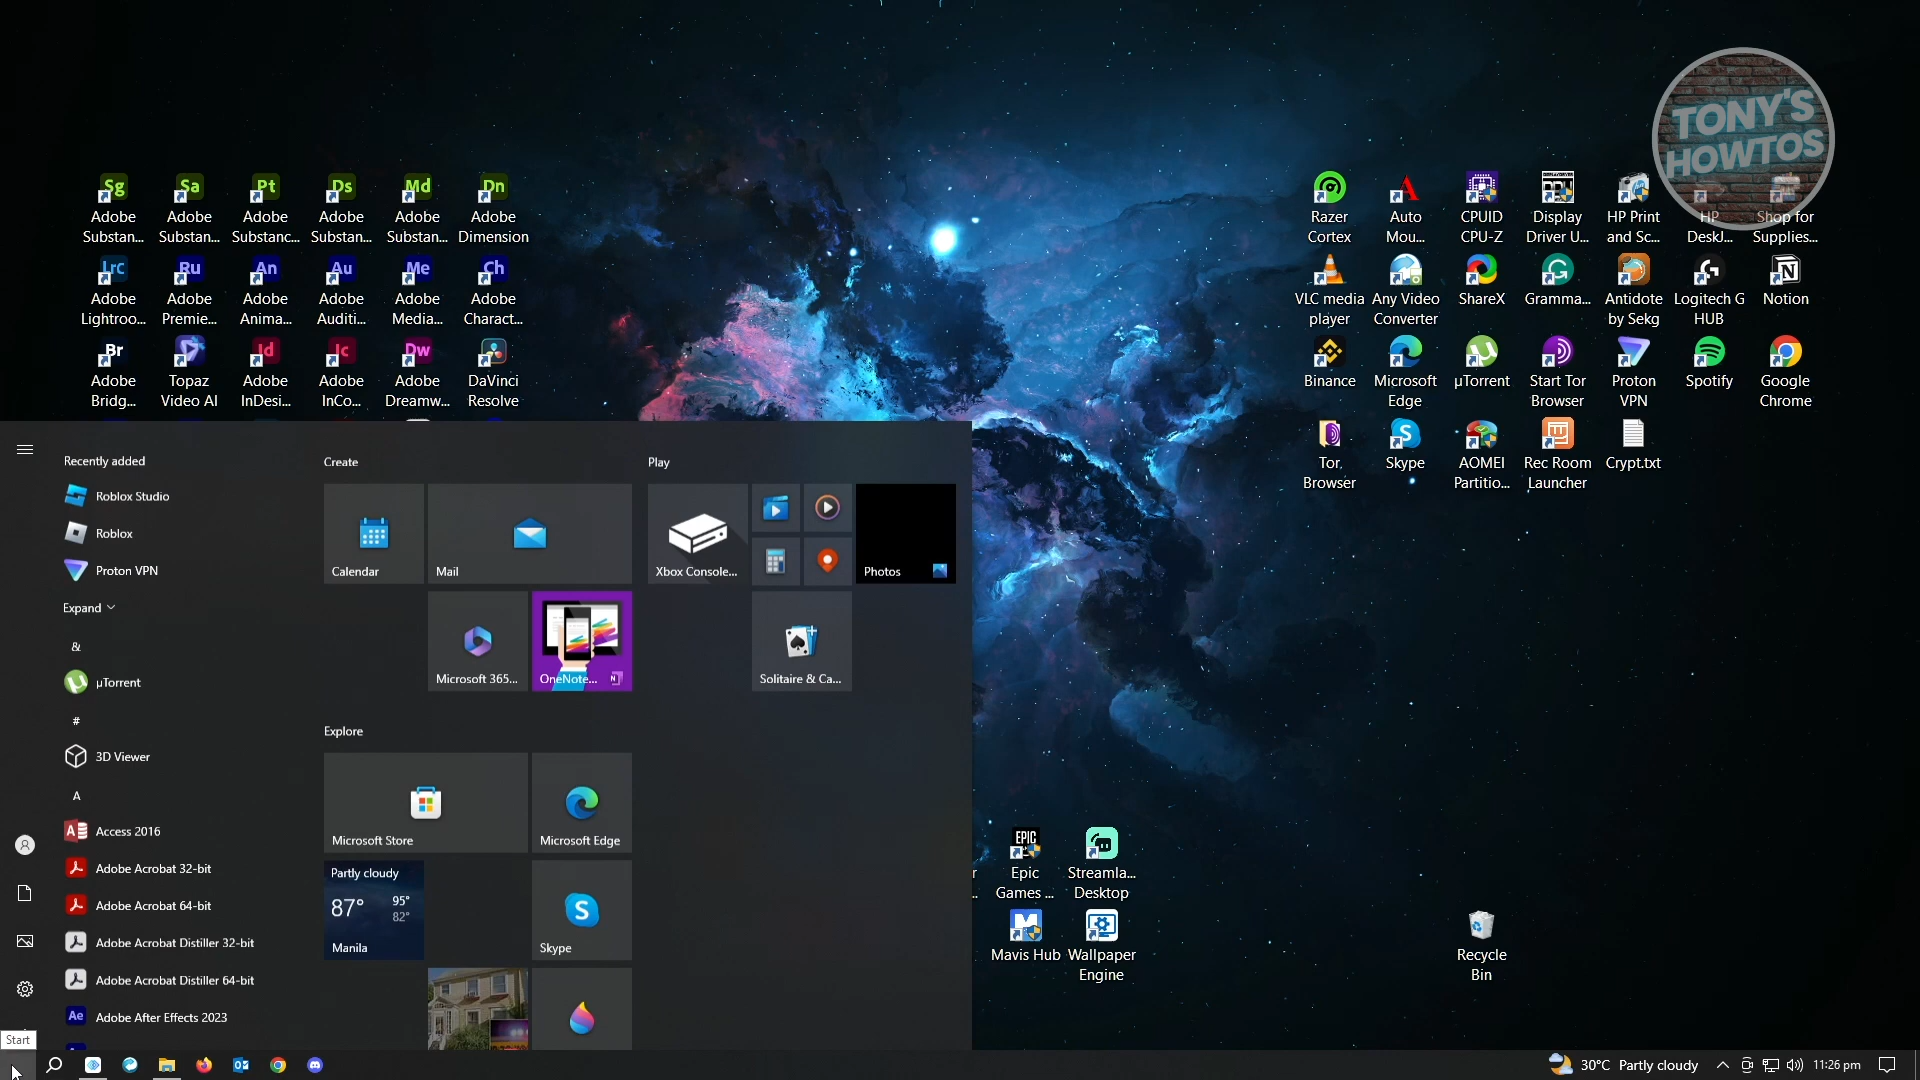 TONY'S
HOWTOS
Sg
Sa
Pt
Ds
Md
Dn
Adobe
Substan...
Adobe
Substan...
Adobe
Substanc...
Adobe
Substan...
Adobe
Substan...
Adobe
Dimension
Razer
Cortex
Auto
Mou...
CPUID
CPU-Z
Display
Driver U...
HP Print
and Sc...
HP
DeskJ...
Shop for
Supplies...
Lrc
Ru
An
Au
Me
Ch
Adobe
Lightroo...
Adobe
Premie...
Adobe
Anima...
Adobe
Auditi...
Adobe
Media...
Adobe
Charact...
VLC media
player
Any Video
Converter
ShareX
Gramma...
Antidote
by Sekg
Logitech G
HUB
Notion
Br
Id
Ic
Dw
Adobe
Bridg...
Topaz
Video AI
Adobe
InDesi...
Adobe
InCo...
Adobe
Dreamw...
DaVinci
Resolve
Binance
Microsoft
Edge
µTorrent
Start Tor
Browser
Proton
VPN
Spotify
Google
Chrome
Tor
Browser
Skype
AOMEI
Partitio...
Rec Room
Launcher
Crypt.txt
Recently added
Roblox Studio
Roblox
Proton VPN
Expand
&
µTorrent
#
3D Viewer
A
Access 2016
Adobe Acrobat 32-bit
Adobe Acrobat 64-bit
Adobe Acrobat Distiller 32-bit
Adobe Acrobat Distiller 64-bit
Ae
Adobe After Effects 2023
Create
Calendar
Mail
Microsoft 365...
OneNote...
Play
Xbox Console...
Photos
Solitaire & Ca...
Explore
Microsoft Store
Microsoft Edge
Partly cloudy
87°
95°
82°
Manila
Skype
EPIC
Epic
Games ...
Streamla...
Desktop
Mavis Hub
Wallpaper
Engine
Recycle
Bin
Start
30°C Partly cloudy
11:26 pm